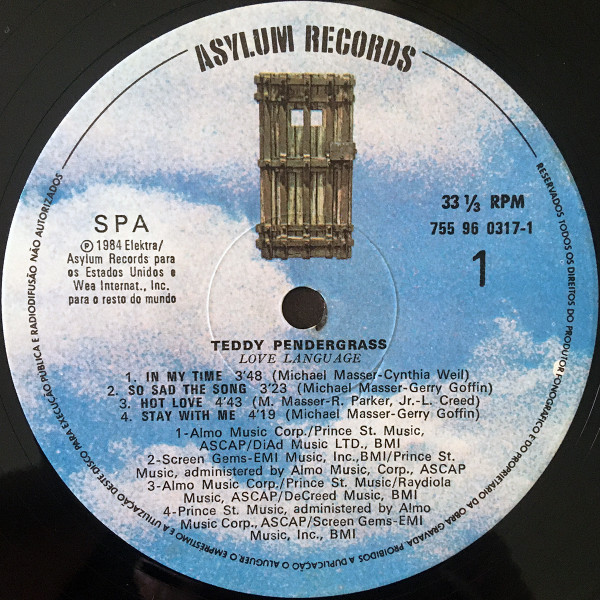 ASYLUM RECORDS
SPA
℗ 1984 Elektra/
Asylum Records para
os Estados Unidos e
Wea Internat., Inc.
para o resto do mundo
33 ⅓ RPM
755 96 0317-1
1
TEDDY PENDERGRASS
LOVE LANGUAGE
1. IN MY TIME 3'48 (Michael Masser-Cynthia Weil)
2. SO SAD THE SONG 3'23 (Michael Masser-Gerry Goffin)
3. HOT LOVE 4'43 (M. Masser-R. Parker, Jr.-L. Creed)
4. STAY WITH ME 4'19 (Michael Masser-Gerry Goffin)
1-Almo Music Corp./Prince St. Music,
ASCAP/DiAd Music LTD., BMI
2-Screen Gems-EMI Music, Inc.,BMI/Prince St.
Music, administered by Almo Music, Corp., ASCAP
3-Almo Music Corp./Prince St. Music/Raydiola
Music, ASCAP/DeCreed Music, BMI
4-Prince St. Music, administered by Almo
Music Corp., ASCAP/Screen Gems-EMI
Music, Inc., BMI
RESERVADOS TODOS OS DIREITOS DO PRODUTOR FONOGRÁFICO E DO PROPRIETÁRIO DA OBRA GRAVADA. PROIBIDOS A DUPLICAÇÃO O ALUGUER O EMPRÉSTIMO E A UTILIZAÇÃO DESTE DISCO PARA EXECUÇÃO PÚBLICA E RADIODIFUSÃO NÃO AUTORIZADOS